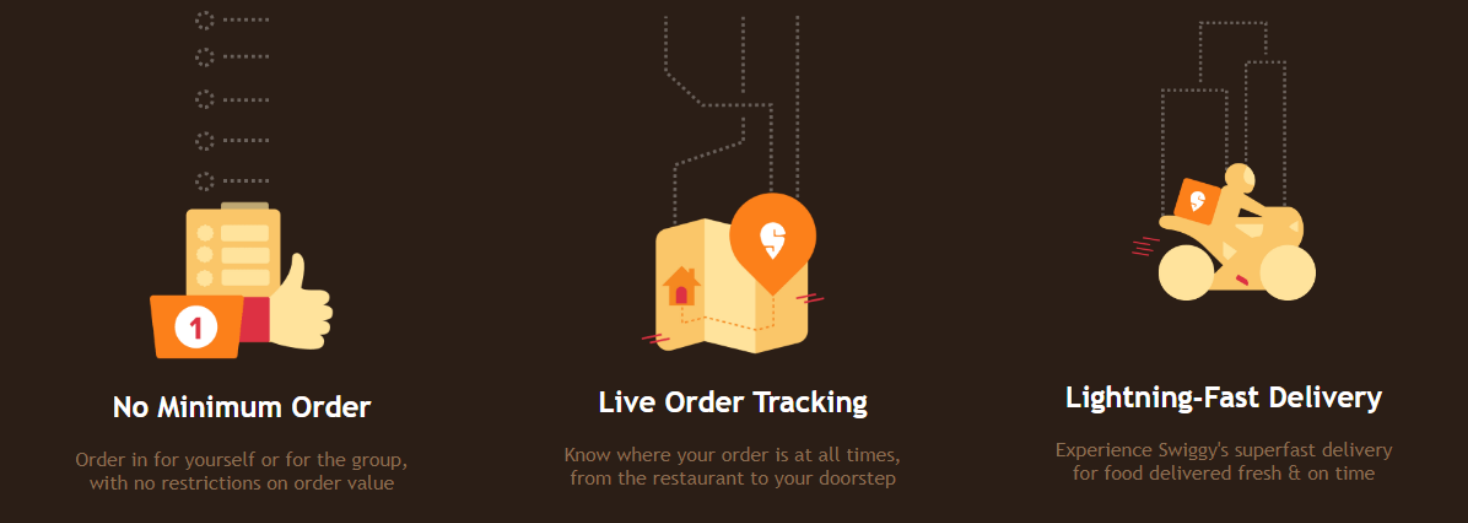 1
No Minimum Order
Order in for yourself or for the group,
with no restrictions on order value
Live Order Tracking
Know where your order is at all times,
from the restaurant to your doorstep
Lightning-Fast Delivery
Experience Swiggy's superfast delivery
for food delivered fresh & on time